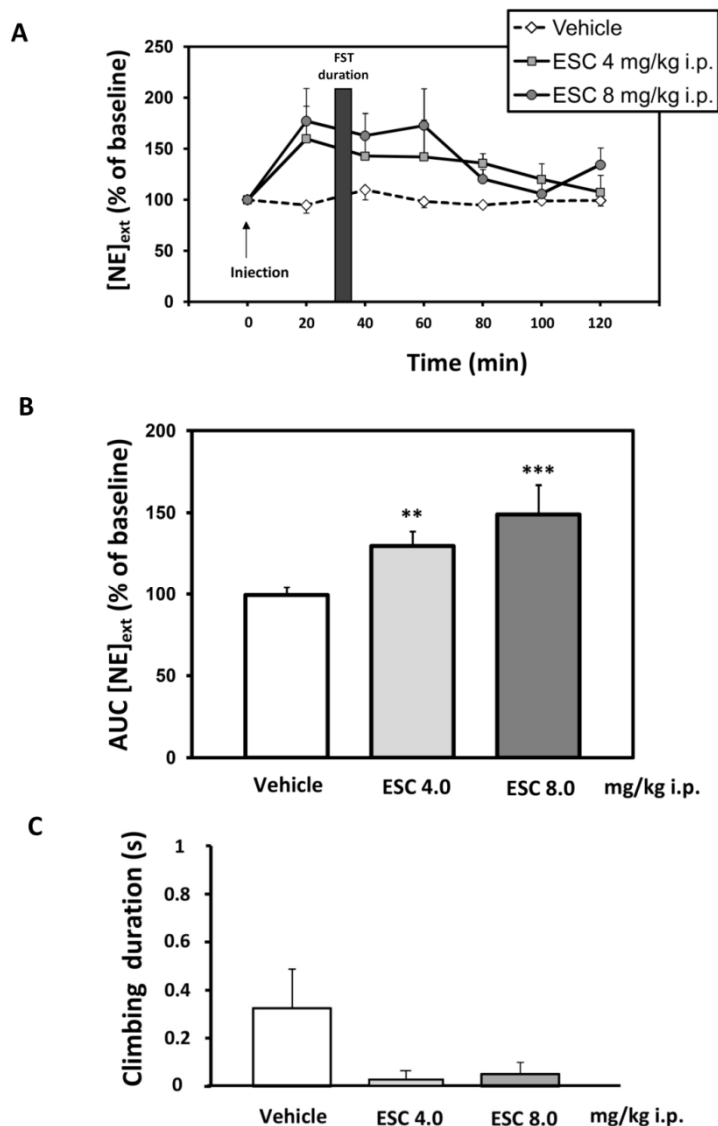 A
Vehicle
ESC 4 mg/kg i.p.
ESC 8 mg/kg i.p.
[NE]ext (% of baseline)
250
200
150
100
50
0
FST
duration
Injection
0 20 40 60 80 100 120
Time (min)
B
AUC [NE]ext (% of baseline)
200
150
100
50
0
**
***
Vehicle ESC 4.0 ESC 8.0 mg/kg i.p.
C
Climbing duration (s)
1
0.8
0.6
0.4
0.2
0
Vehicle ESC 4.0 ESC 8.0 mg/kg i.p.